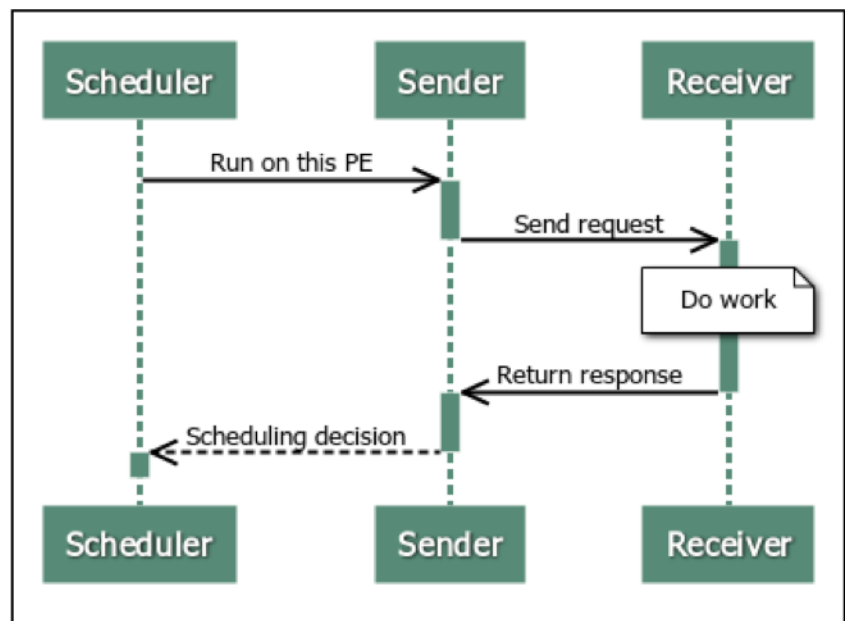 Scheduler
Sender
Receiver
Run on this PE
Send request
Do work
Return response
Scheduling decision
Scheduler
Sender
Receiver